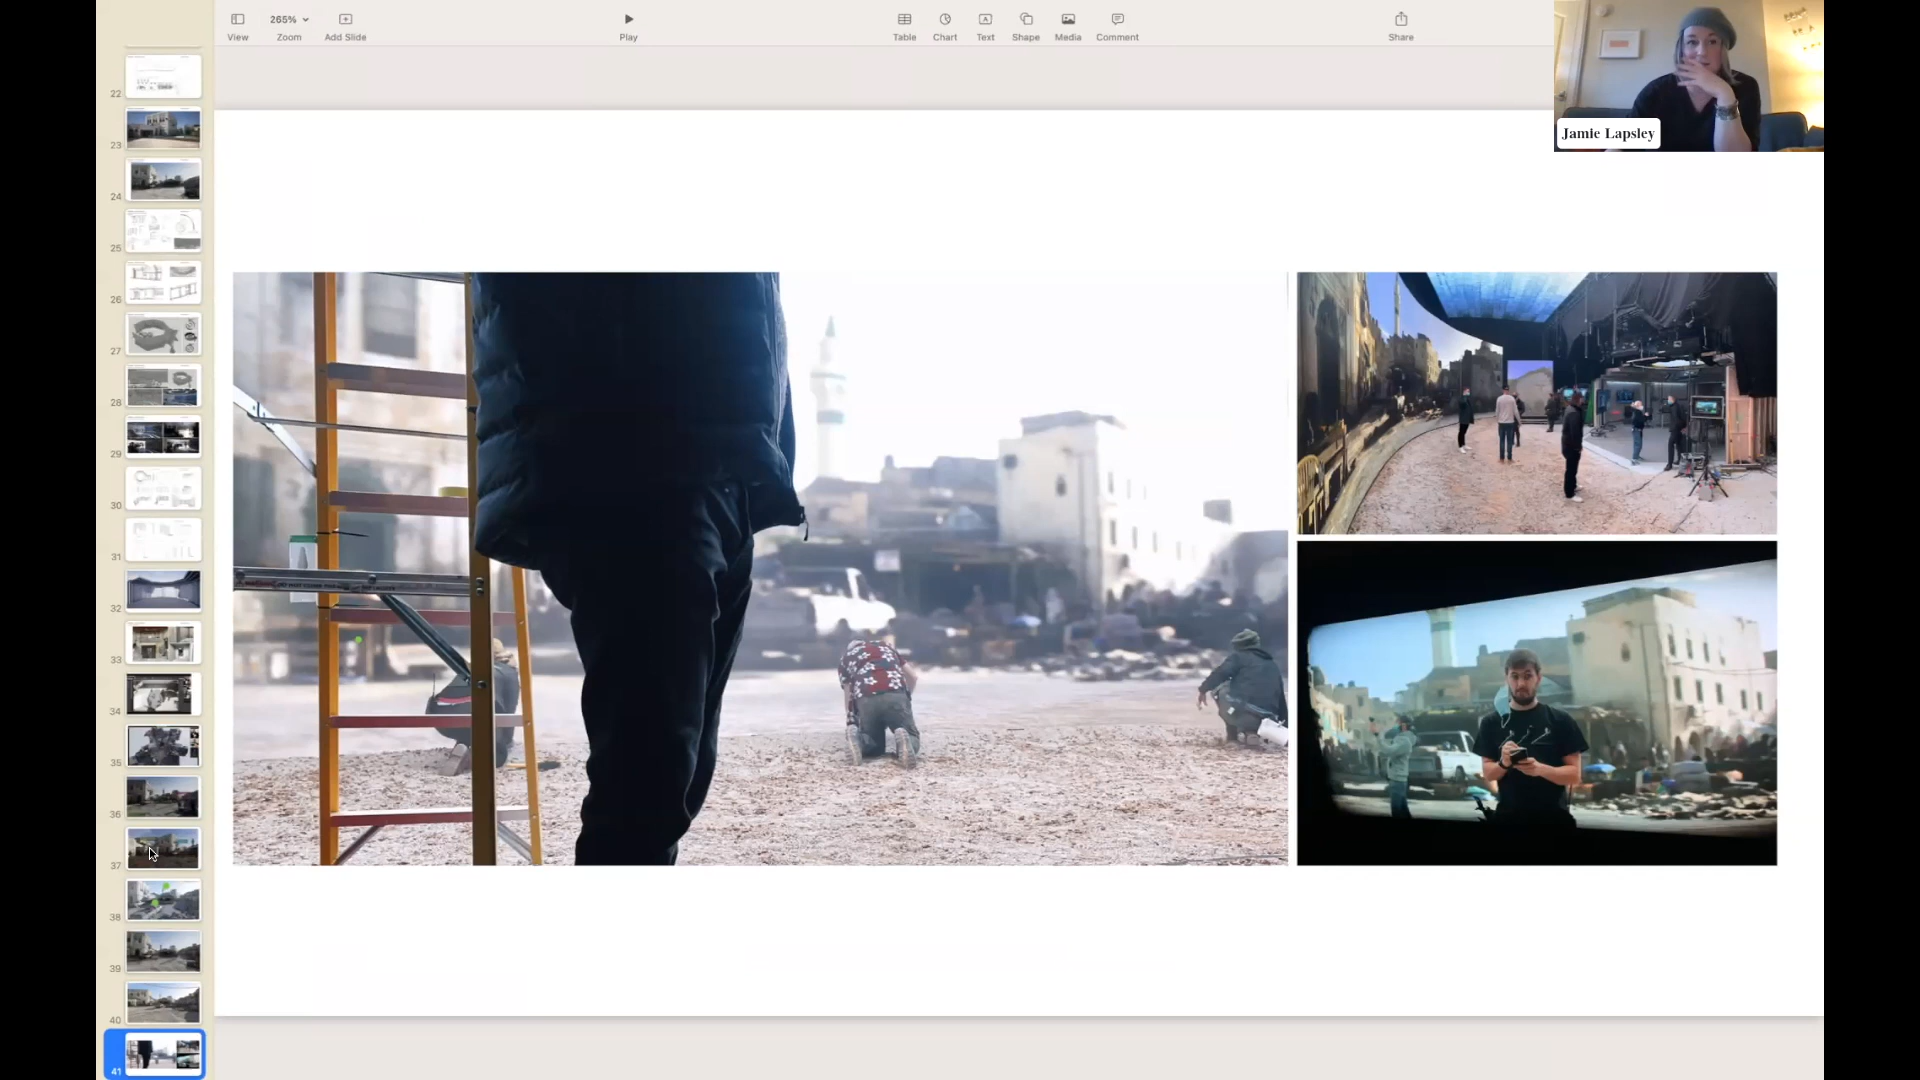 265%
View
Zoom
Add Slide
Play
Table
Chart
Text
Shape
Media
Comment
Share
Jamie Lapsley
22
23
24
25
26
27
28
29
30
31
32
33
34
35
36
37
38
39
40
41